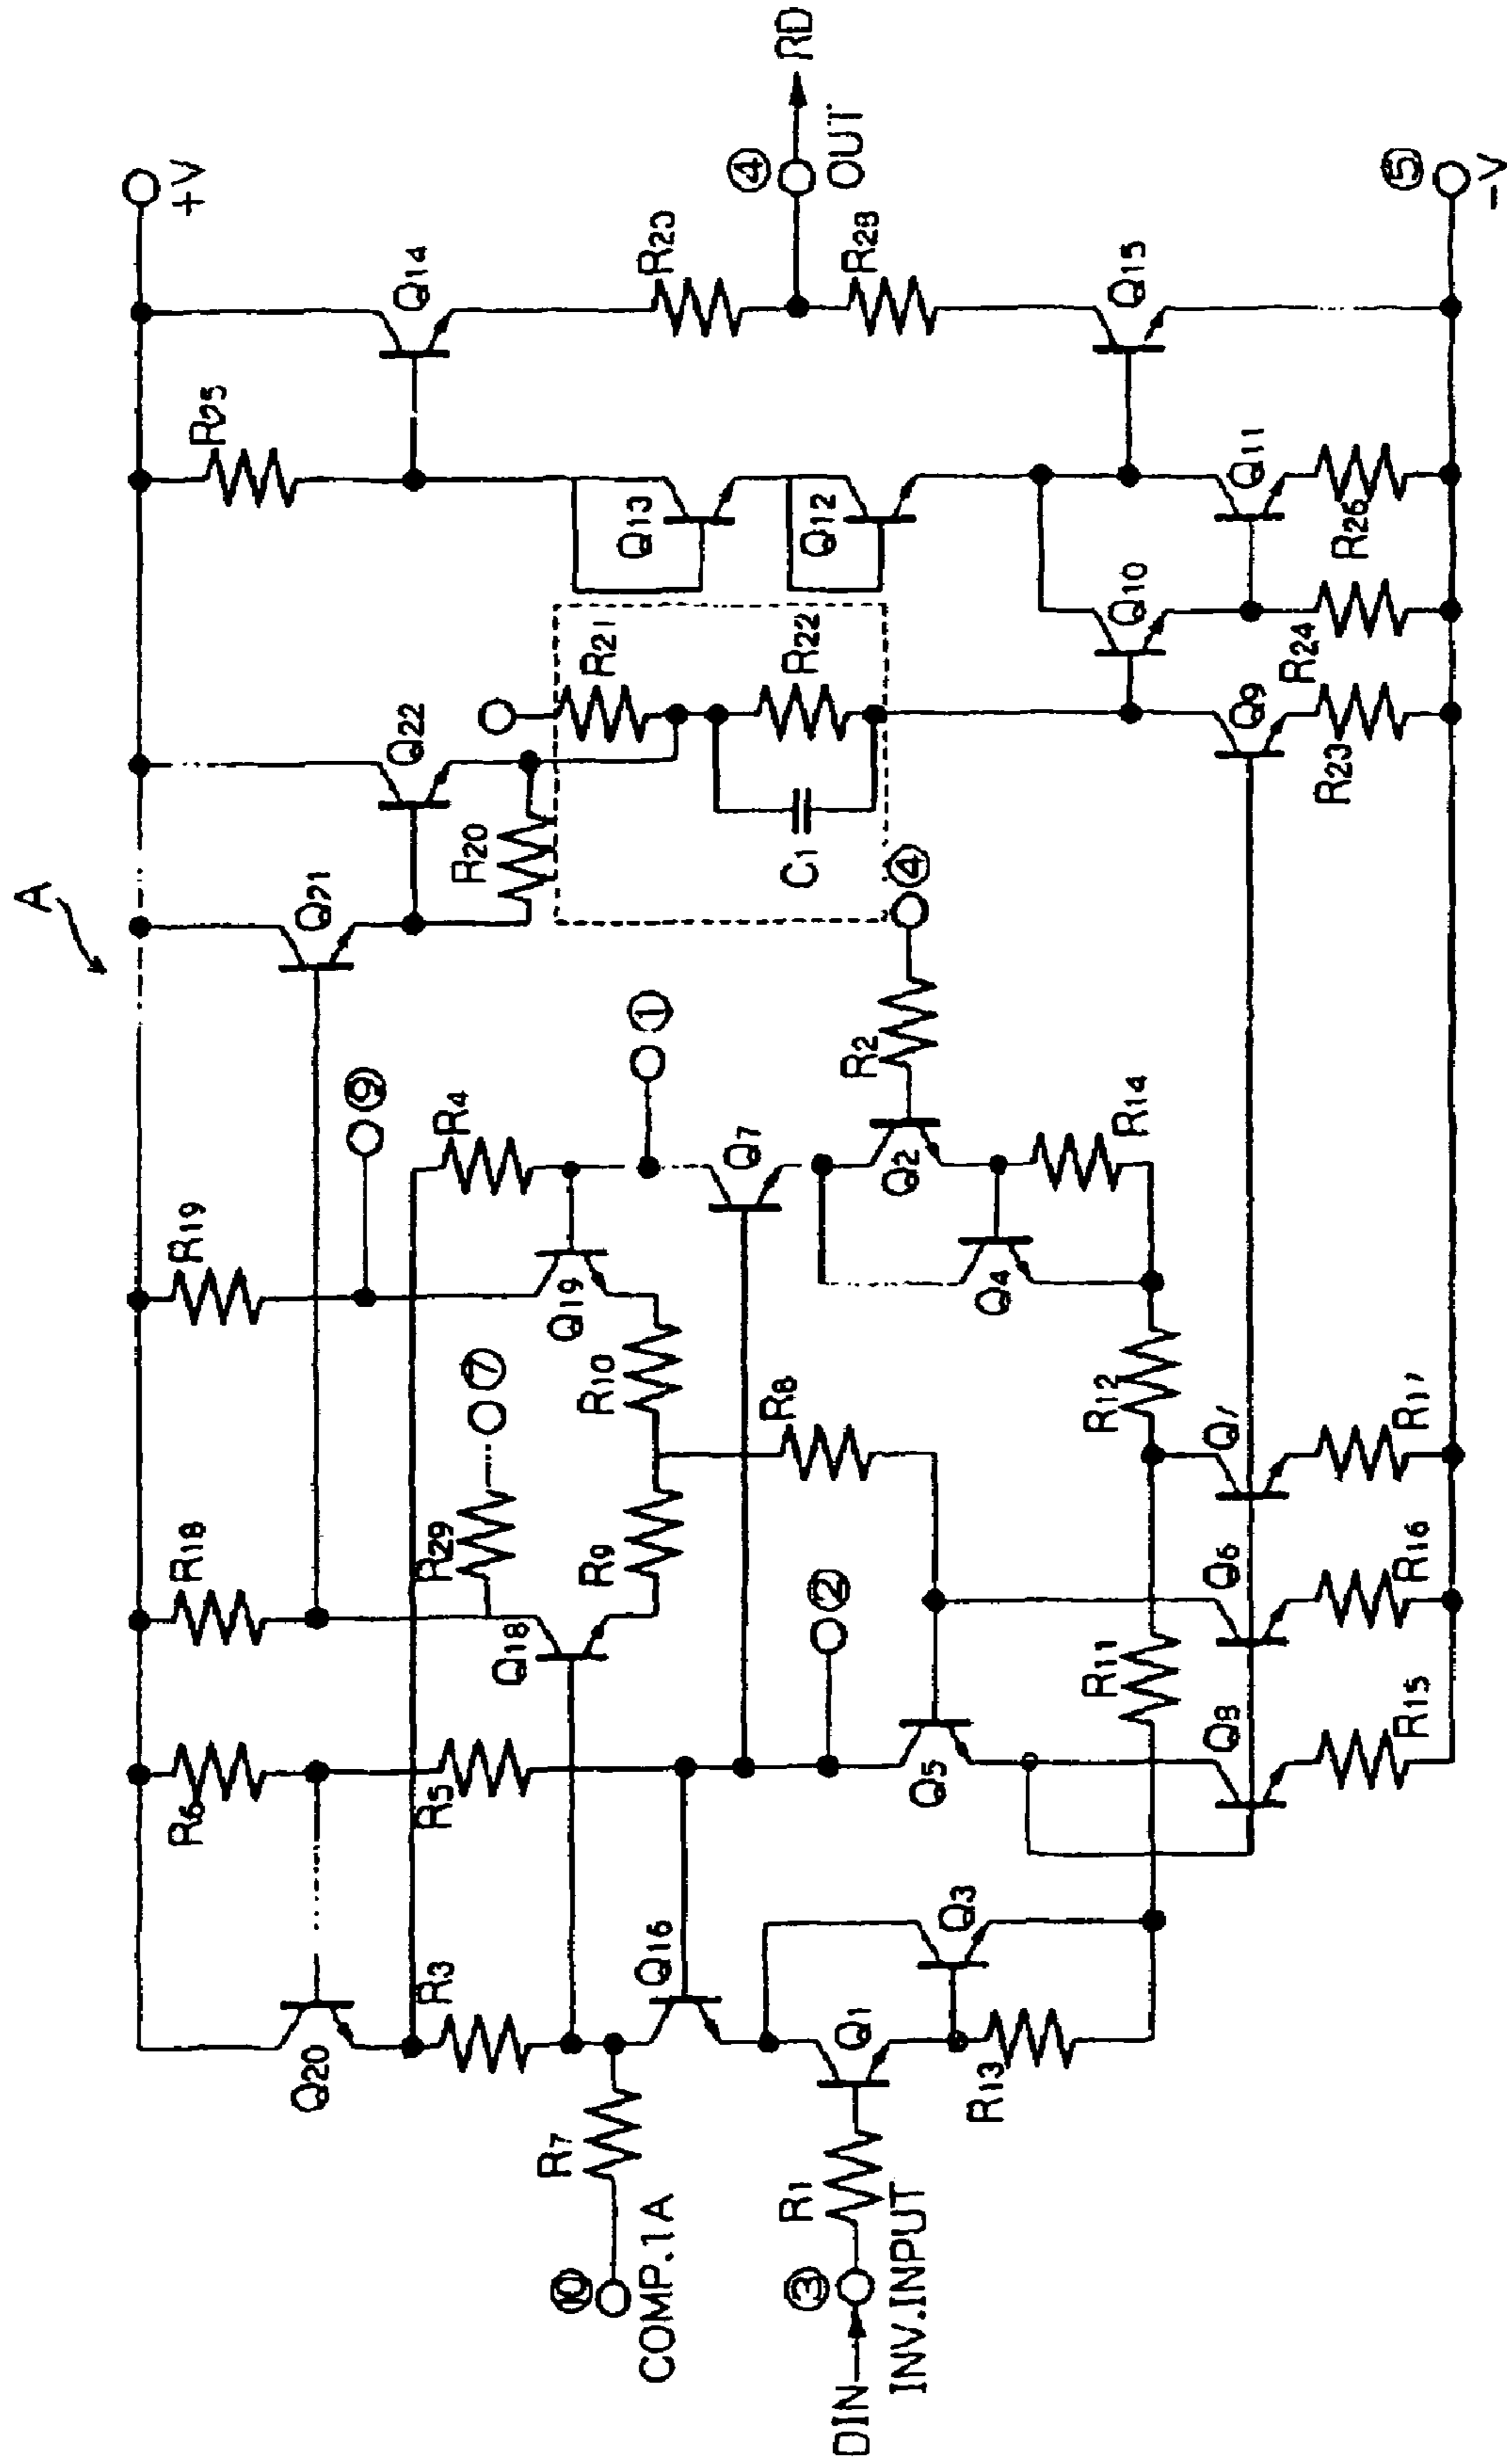 A
+V
R6
R18
R19
R25
Q20
Q21
Q22
Q14
⑨
R3
R5
R29
⑦
R4
R20
R21
R23
Q18
Q19
Q13
R7
⑩
COMP.1A
Q16
R9
R10
①
Q7
C1
R22
Q12
④
OUT
RD
R28
R1
③
DIN
INV.INPUT
Q1
Q3
Q5
②
R8
Q2
R2
④
Q4
R13
R11
R12
R14
Q10
Q15
Q8
Q6
Q7
Q9
Q11
R15
R16
R17
R23
R24
R26
⑤
-V